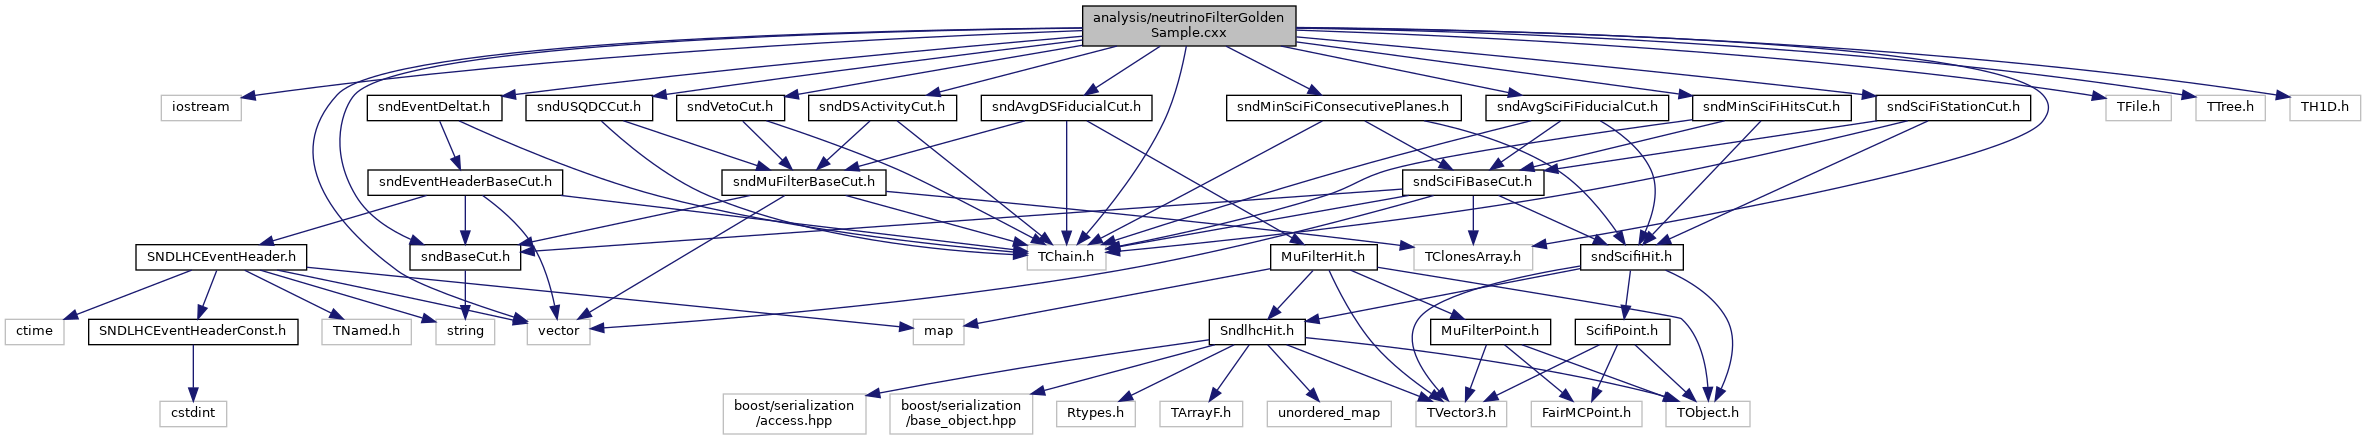 analysis/neutrinoFilterGolden
Sample.cxx
iostream
sndEventDeltat.h
sndUSQDCCut.h
sndVetoCut.h
sndDSActivityCut.h
sndAvgDSFiducialCut.h
sndMinSciFiConsecutivePlanes.h
sndAvgSciFiFiducialCut.h
sndMinSciFiHitsCut.h
sndSciFiStationCut.h
TFile.h
TTree.h
TH1D.h
sndEventHeaderBaseCut.h
sndMuFilterBaseCut.h
sndSciFiBaseCut.h
SNDLHCEventHeader.h
sndBaseCut.h
TChain.h
TClonesArray.h
MuFilterHit.h
sndScifiHit.h
ctime
SNDLHCEventHeaderConst.h
TNamed.h
string
vector
map
SndlhcHit.h
MuFilterPoint.h
ScifiPoint.h
cstdint
boost/serialization
/access.hpp
boost/serialization
/base_object.hpp
Rtypes.h
TArrayF.h
unordered_map
TVector3.h
FairMCPoint.h
TObject.h